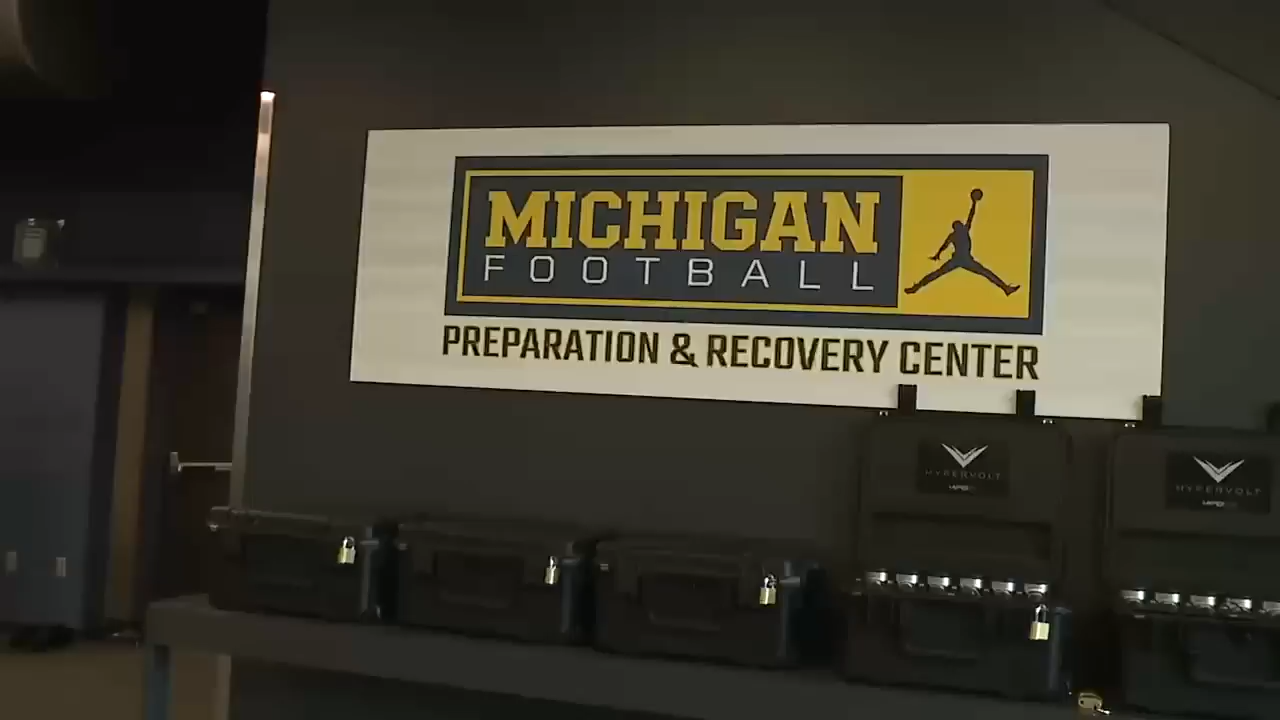 MICHIGAN
FOOTBALL
PREPARATION & RECOVERY CENTER
HYPERVOLT
HYPERVOLT